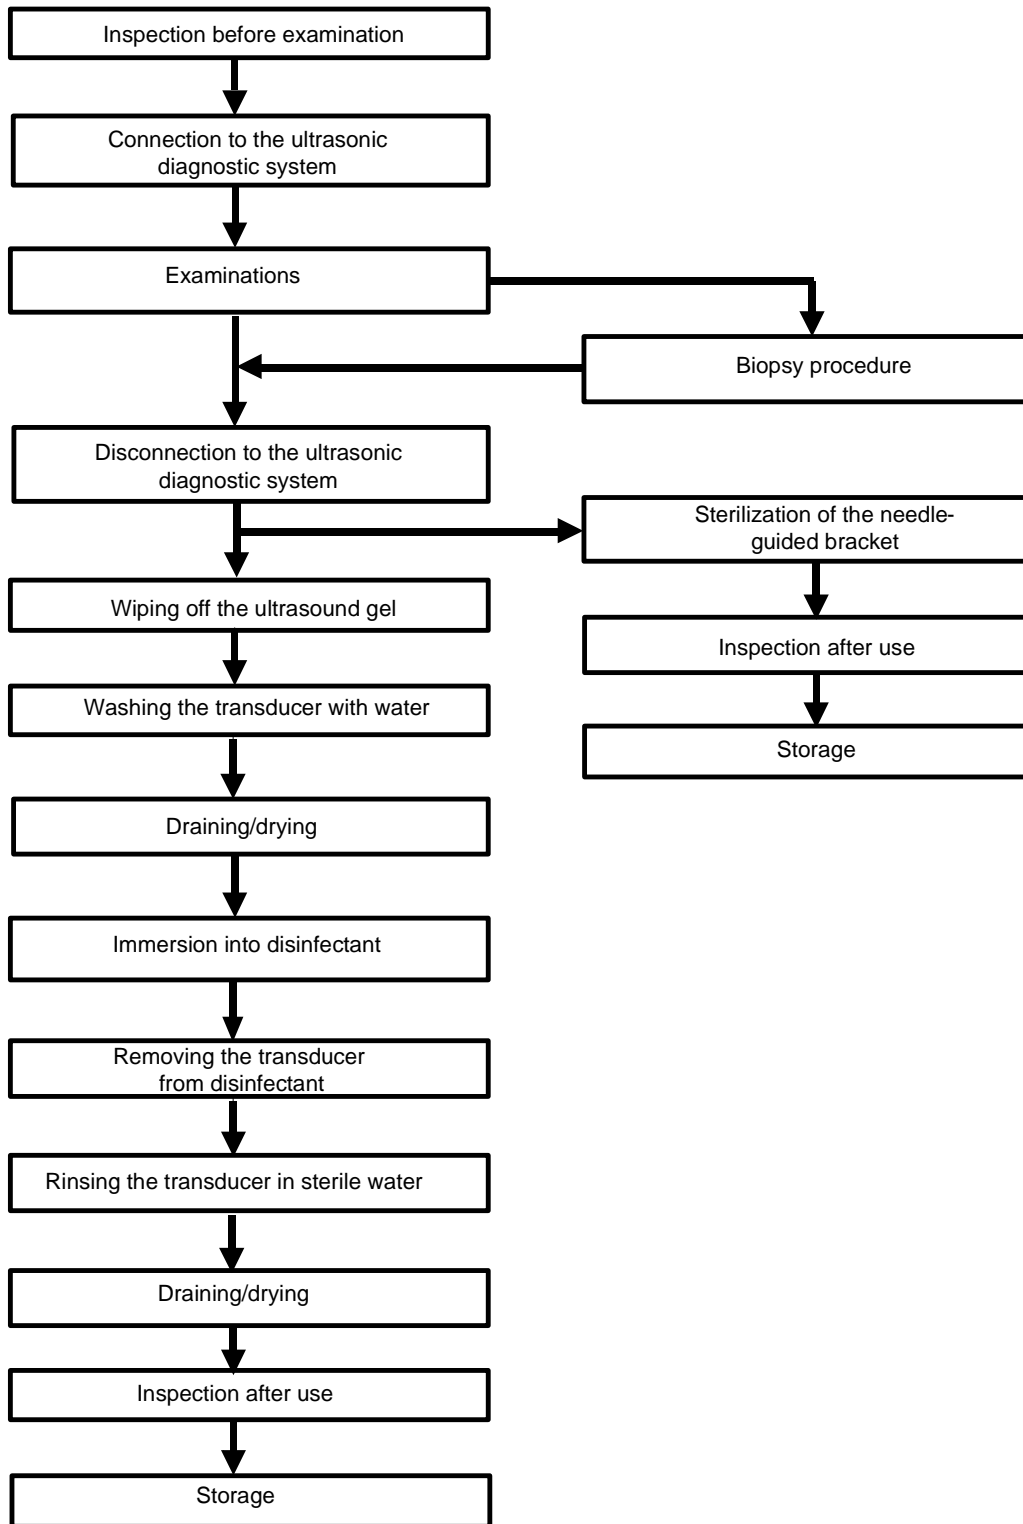 Inspection before examination
Connection to the ultrasonic
diagnostic system
Examinations
Biopsy procedure
Disconnection to the ultrasonic
diagnostic system
Sterilization of the needle-
guided bracket
Wiping off the ultrasound gel
Inspection after use
Washing the transducer with water
Storage
Draining/drying
Immersion into disinfectant
Removing the transducer
from disinfectant
Rinsing the transducer in sterile water
Draining/drying
Inspection after use
Storage